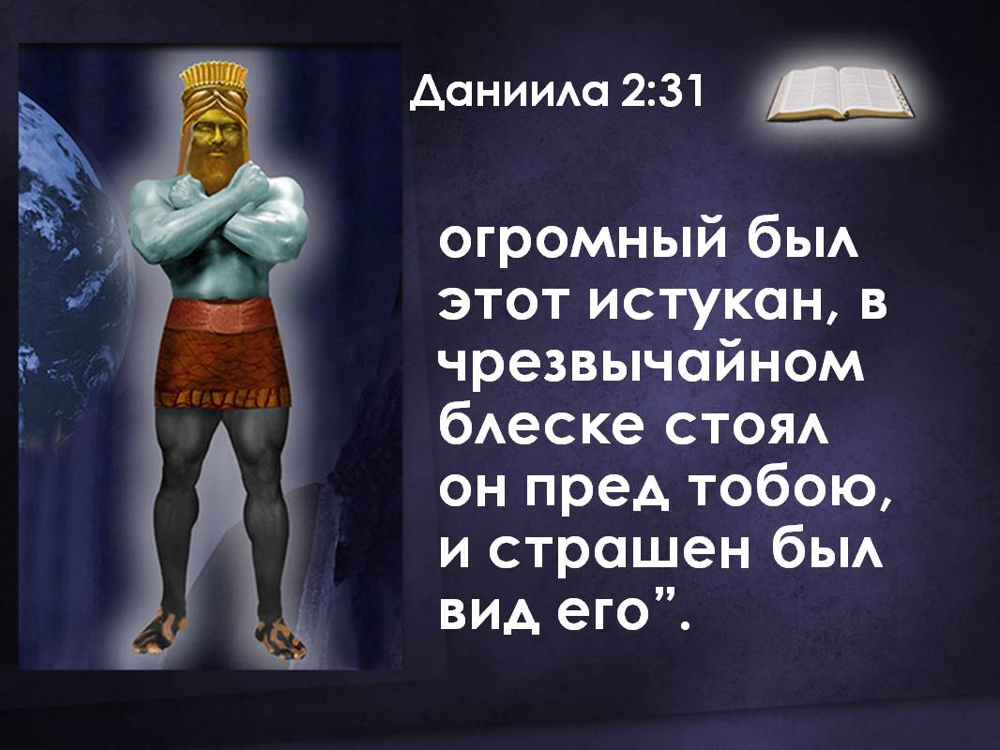 Даниила 2:31
огромный был
этот истукан, в
чрезвычайном
блеске стоял
он пред тобою,
и страшен был
вид его”.